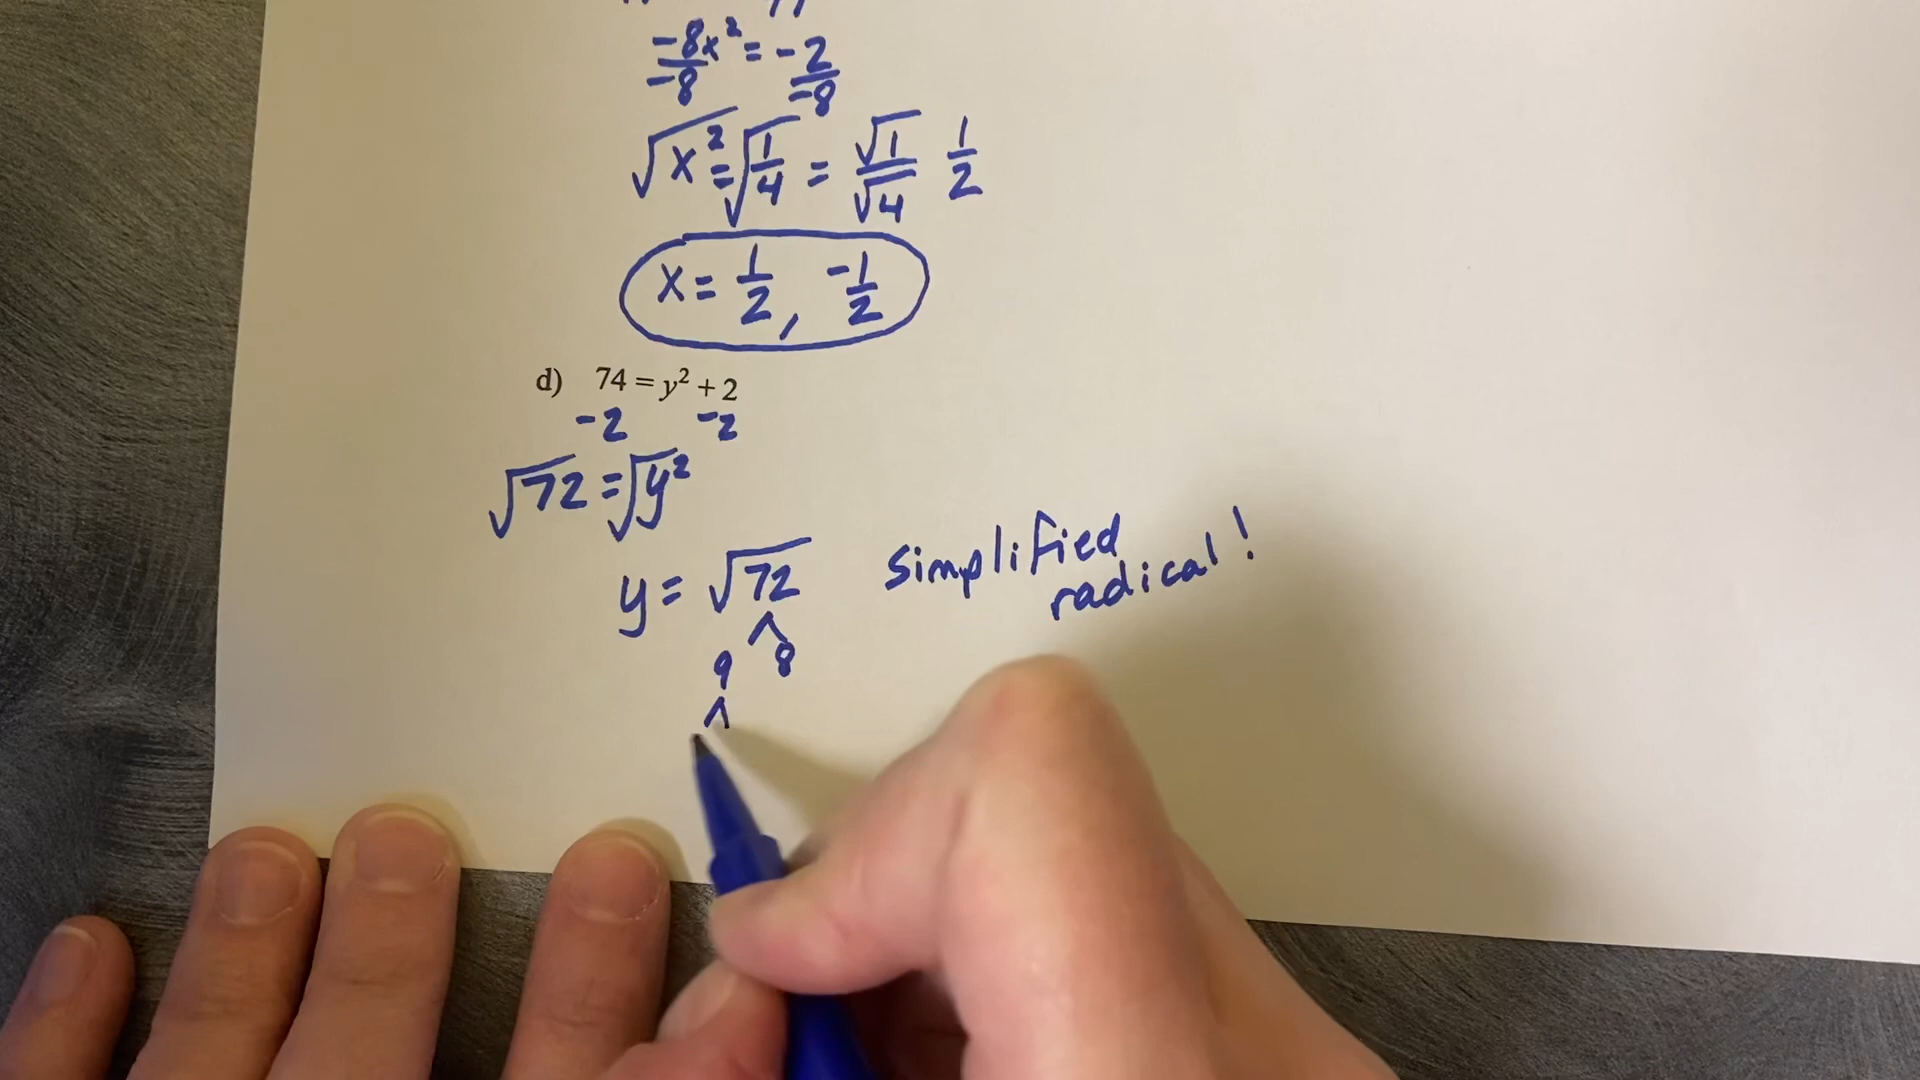 -8x² = -2
-8 -8
√x² = √1/4 = √1/√4 1/2
x = 1/2, -1/2
d) 74 = y² + 2
-2 -2
√72 = √y²
y = √72 simplified
radical!
9 8